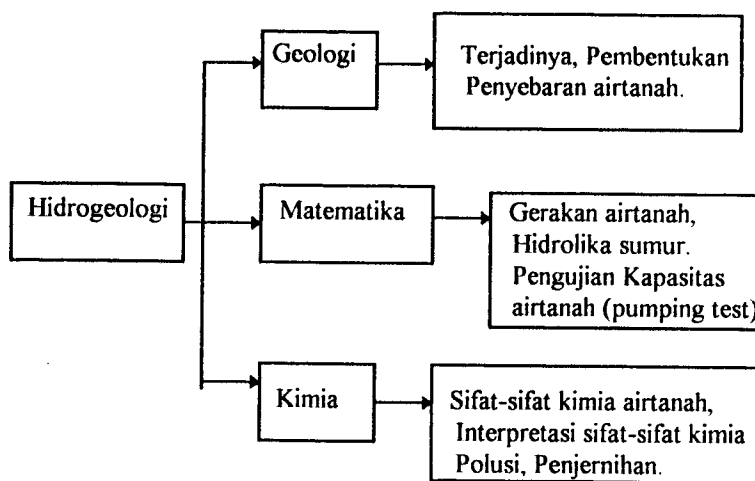 Geologi
Terjadinya, Pembentukan
Penyebaran airtanah.
Hidrogeologi
Matematika
Gerakan airtanah,
Hidrolika sumur.
Pengujian Kapasitas
airtanah (pumping test)
Kimia
Sifat-sifat kimia airtanah,
Interpretasi sifat-sifat kimia
Polusi, Penjernihan.